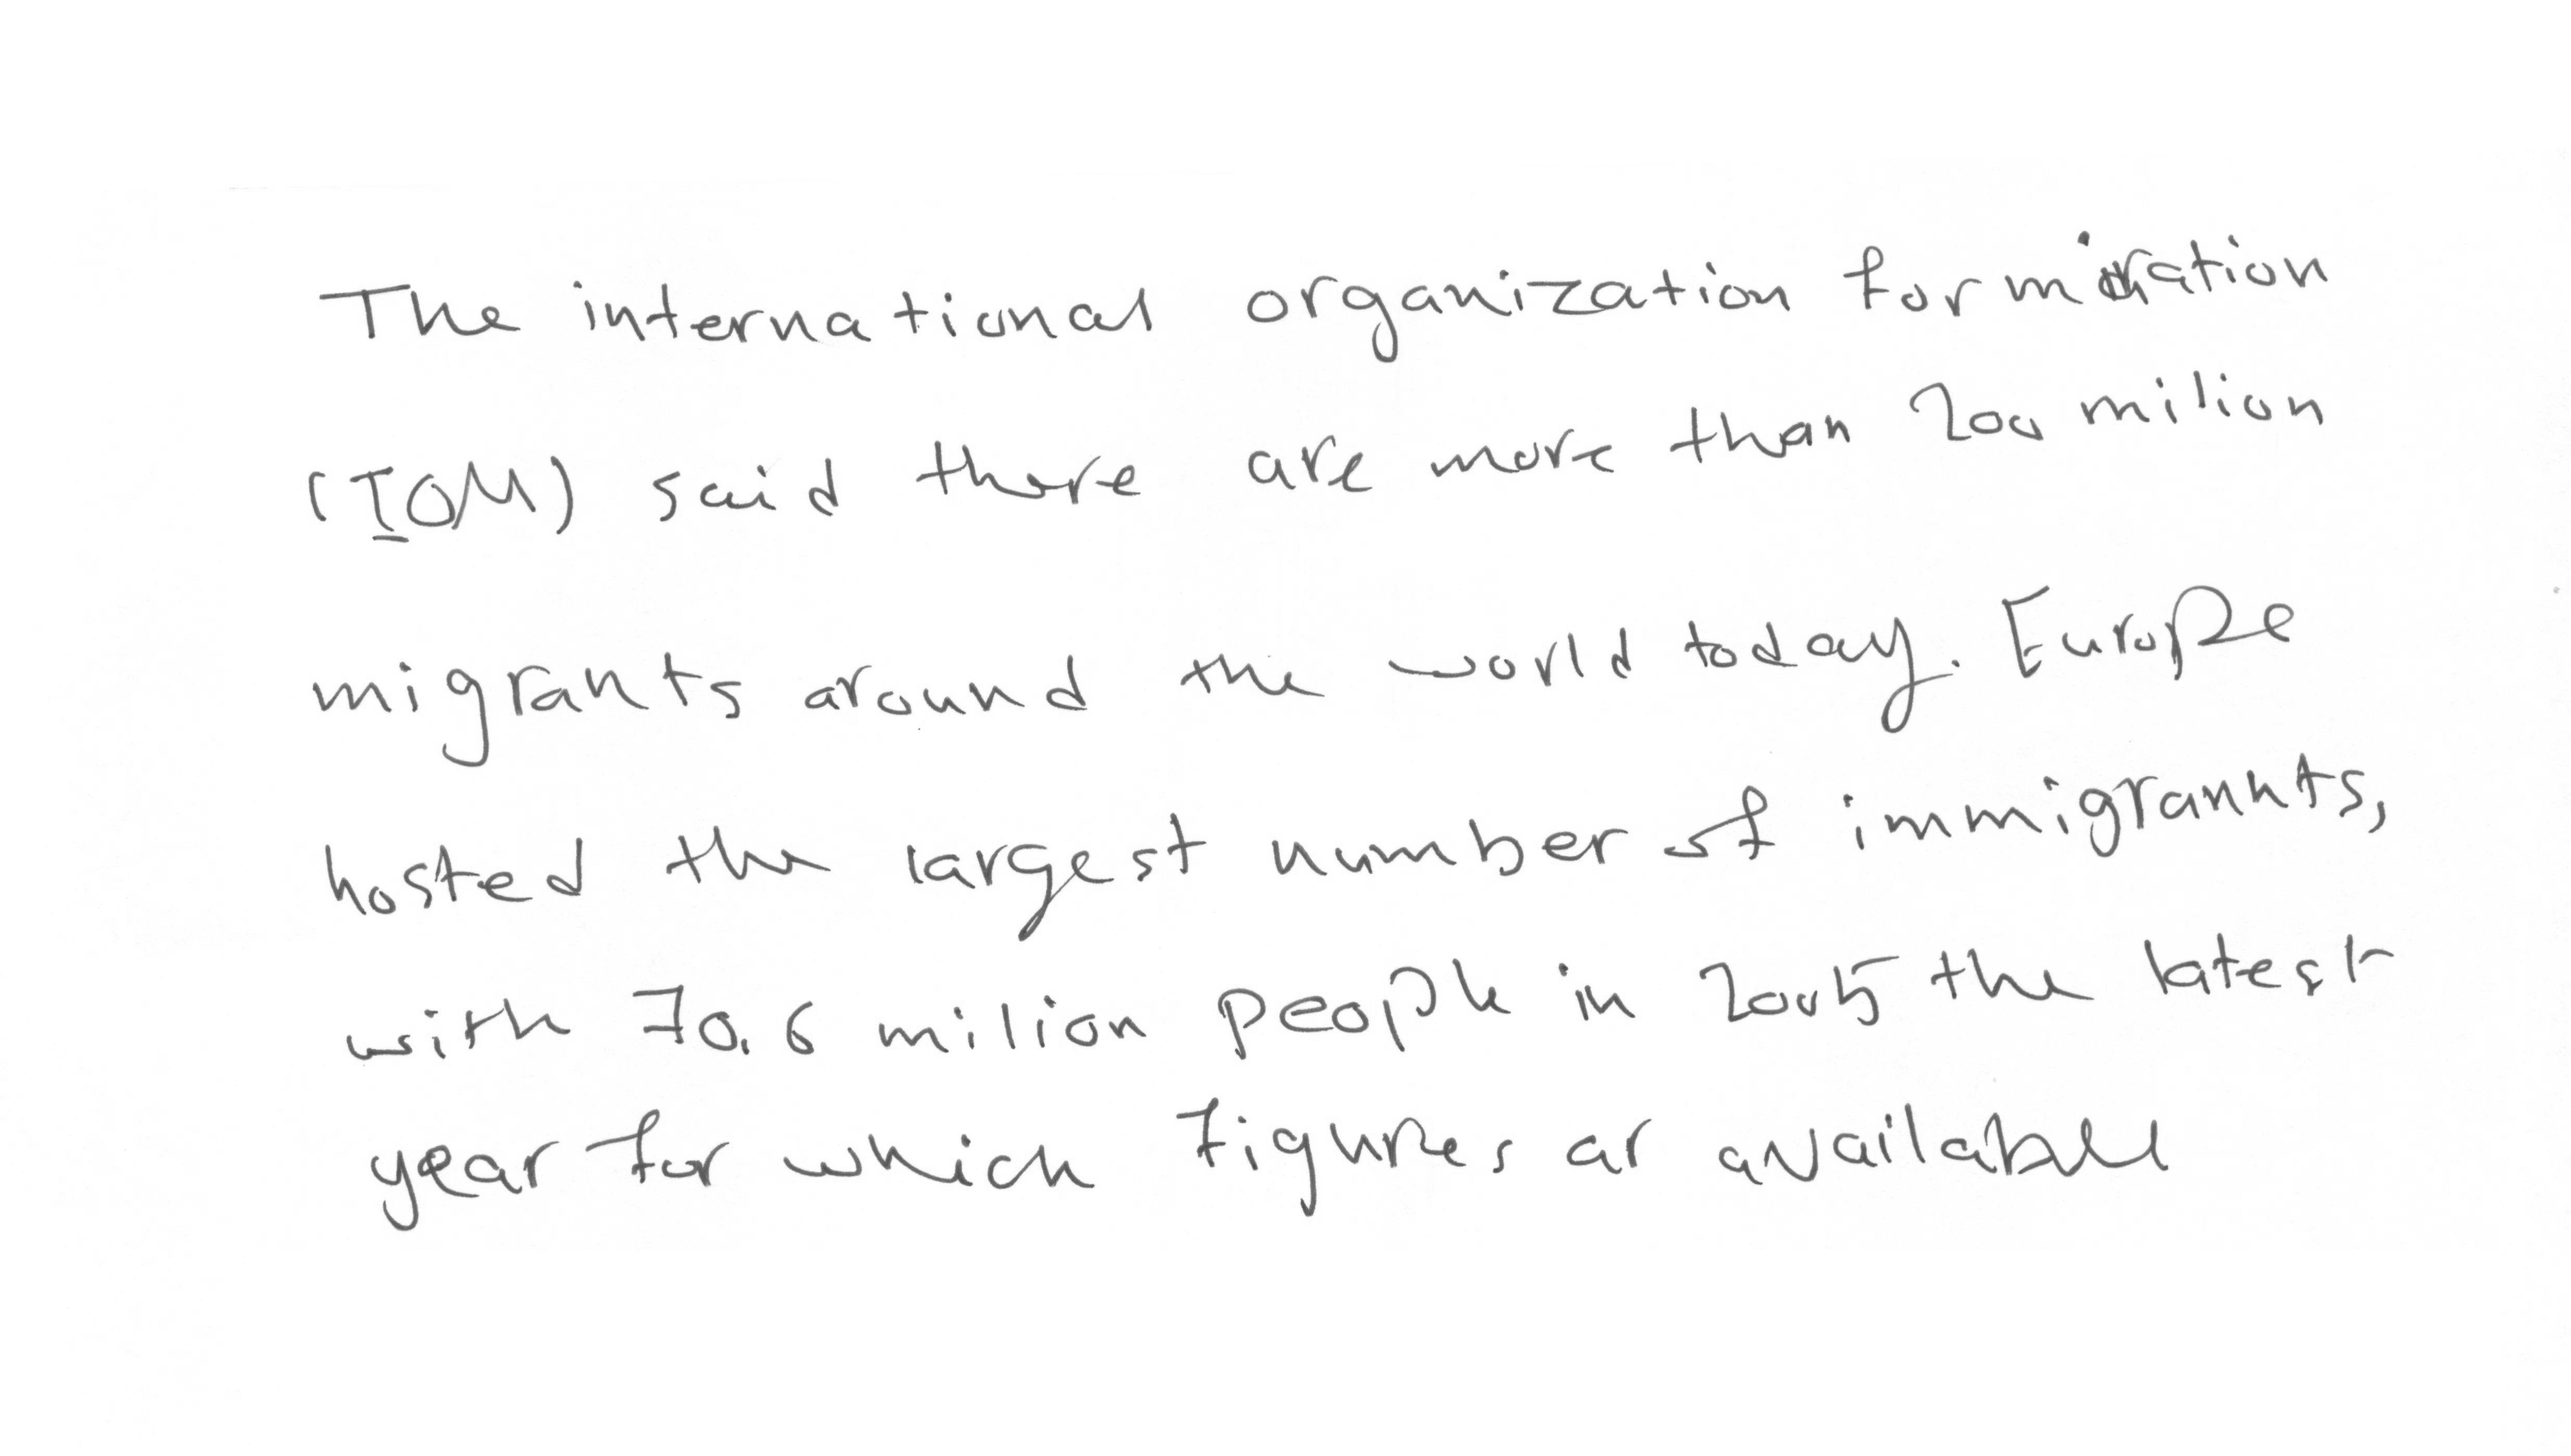 The international organization for miration
(IOM) said there are more than 200 milion
migrants around the world today. Europe
hosted the largest number of immigrannts,
with 70.6 milion people in 2005 the latest
year for which figures ar available